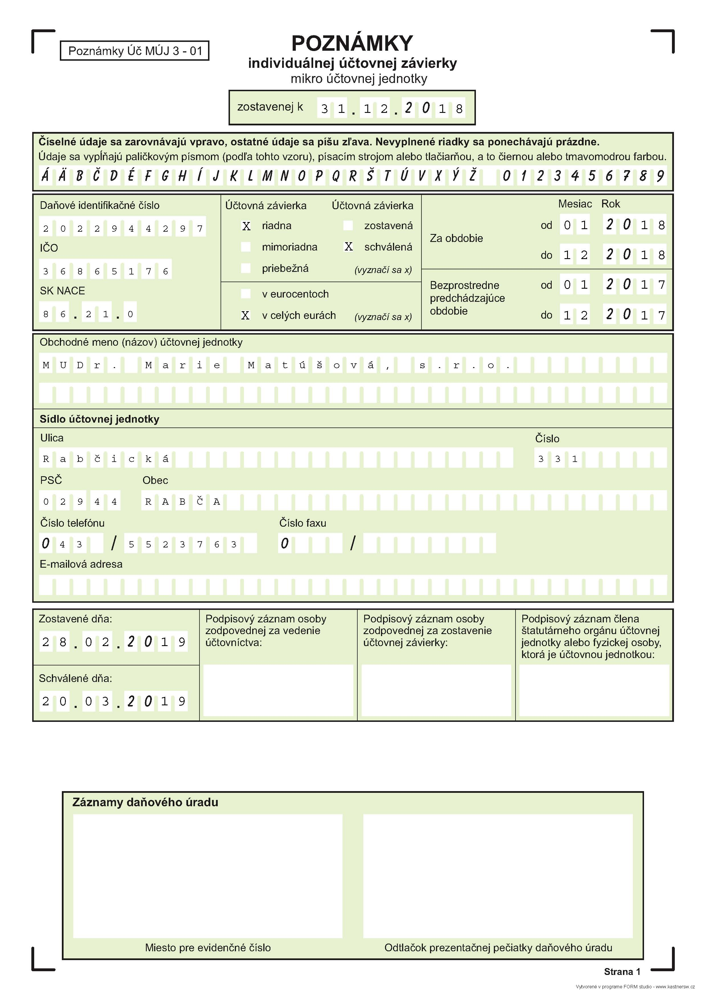 Poznámky Úč MÚJ 3 - 01
POZNÁMKY
individuálnej účtovnej závierky
mikro účtovnej jednotky
zostavenej k 31.12.2018
Číselné údaje sa zarovnávajú vpravo, ostatné údaje sa píšu zľava. Nevyplnené riadky sa ponechávajú prázdne.
Údaje sa vypĺňajú paličkovým písmom (podľa tohto vzoru), písacím strojom alebo tlačiarňou, a to čiernou alebo tmavomodrou farbou.
Á Ä B Č D É F G H Í J K L M N O P Q R Š T Ú V X Ý Ž 0 1 2 3 4 5 6 7 8 9
Daňové identifikačné číslo
2022944297
IČO
36865176
SK NACE
86.21.0
Účtovná závierka
X riadna
mimoriadna
priebežná
Účtovná závierka
zostavená
X schválená
(vyznačí sa x)
v eurocentoch
X v celých eurách (vyznačí sa x)
Mesiac Rok
Za obdobie
od 01 2018
do 12 2018
Bezprostredne
predchádzajúce
obdobie
od 01 2017
do 12 2017
Obchodné meno (názov) účtovnej jednotky
MUDr. Marie Matúšová, s.r.o.
Sídlo účtovnej jednotky
Ulica
Rabčická
Číslo
331
PSČ
02944
Obec
RABČA
Číslo telefónu
043 / 5523763
Číslo faxu
0 /
E-mailová adresa
Zostavené dňa:
28.02.2019
Schválené dňa:
20.03.2019
Podpisový záznam osoby
zodpovednej za vedenie
účtovníctva:
Podpisový záznam osoby
zodpovednej za zostavenie
účtovnej závierky:
Podpisový záznam člena
štatutárneho orgánu účtovnej
jednotky alebo fyzickej osoby,
ktorá je účtovnou jednotkou:
Záznamy daňového úradu
Miesto pre evidenčné číslo
Odtlačok prezentačnej pečiatky daňového úradu
Strana 1
Vytvorené v programe FORM studio - www.kastnersw.cz